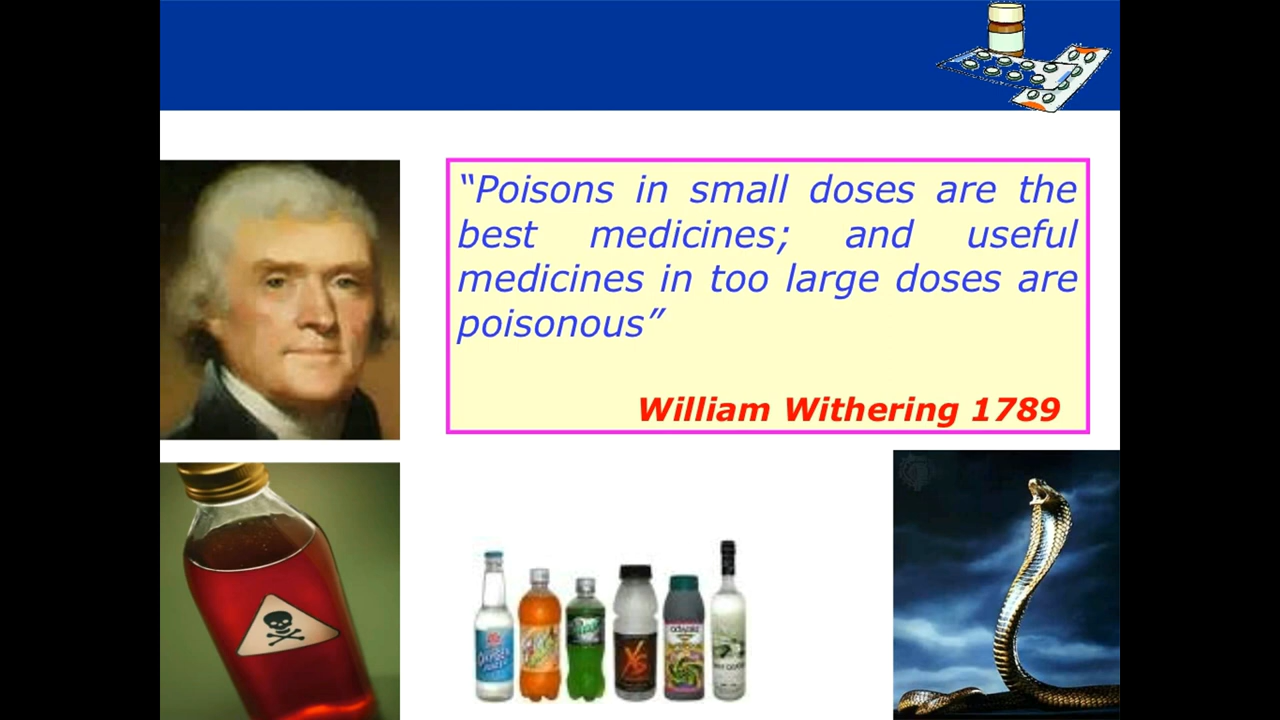 “Poisons in small doses are the
best medicines; and useful
medicines in too large doses are
poisonous”
William Withering 1789
XS